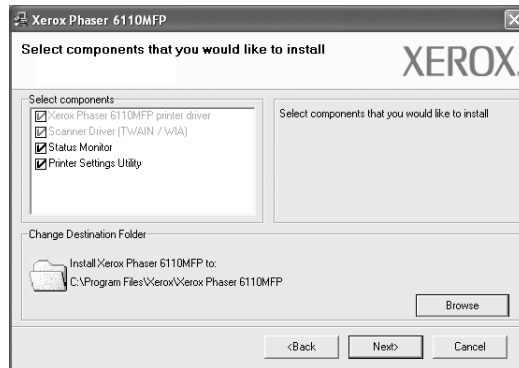 Xerox Phaser 6110MFP
Select components that you would like to install
XEROX.
Select components
Xerox Phaser 6110MFP printer driver
Scanner Driver (TWAIN / WIA)
Status Monitor
Printer Settings Utility
Select components that you would like to install
Change Destination Folder
Install Xerox Phaser 6110MFP to:
C:\Program Files\Xerox\Xerox Phaser 6110MFP
Browse
<Back
Next>
Cancel